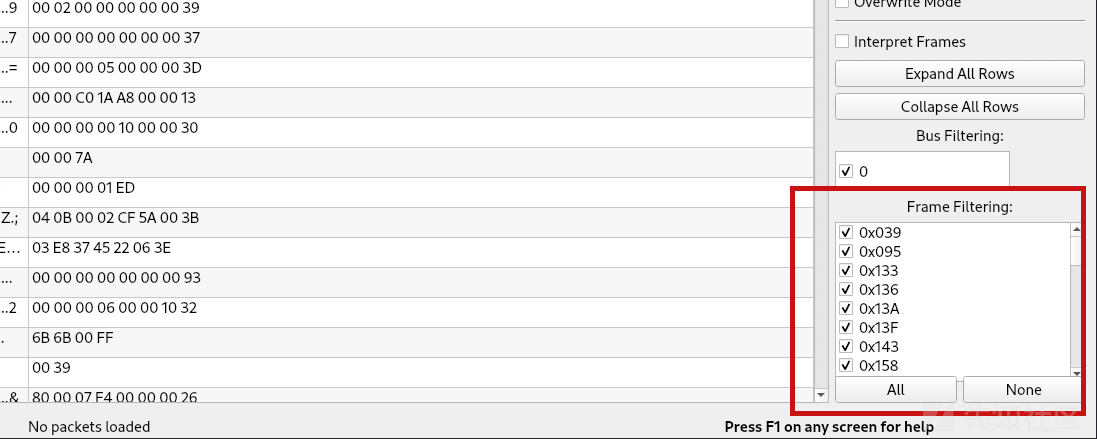 ..9 00 02 00 00 00 00 00 39
Overwrite Mode
..7 00 00 00 00 00 00 00 37
Interpret Frames
..= 00 00 00 05 00 00 00 3D
Expand All Rows
... 00 00 C0 1A A8 00 00 13
Collapse All Rows
..0 00 00 00 00 10 00 00 30
Bus Filtering:
00 00 7A
0
00 00 00 01 ED
Z.; 04 0B 00 02 CF 5A 00 3B
Frame Filtering:
0x039
E... 03 E8 37 45 22 06 3E
0x095
... 00 00 00 00 00 00 00 93
0x133
0x136
..2 00 00 00 06 00 00 10 32
0x13A
0x13F
. 6B 6B 00 FF
0x143
00 39
0x158
..& 80 00 07 F4 00 00 00 26
All None
No packets loaded
Press F1 on any screen for help